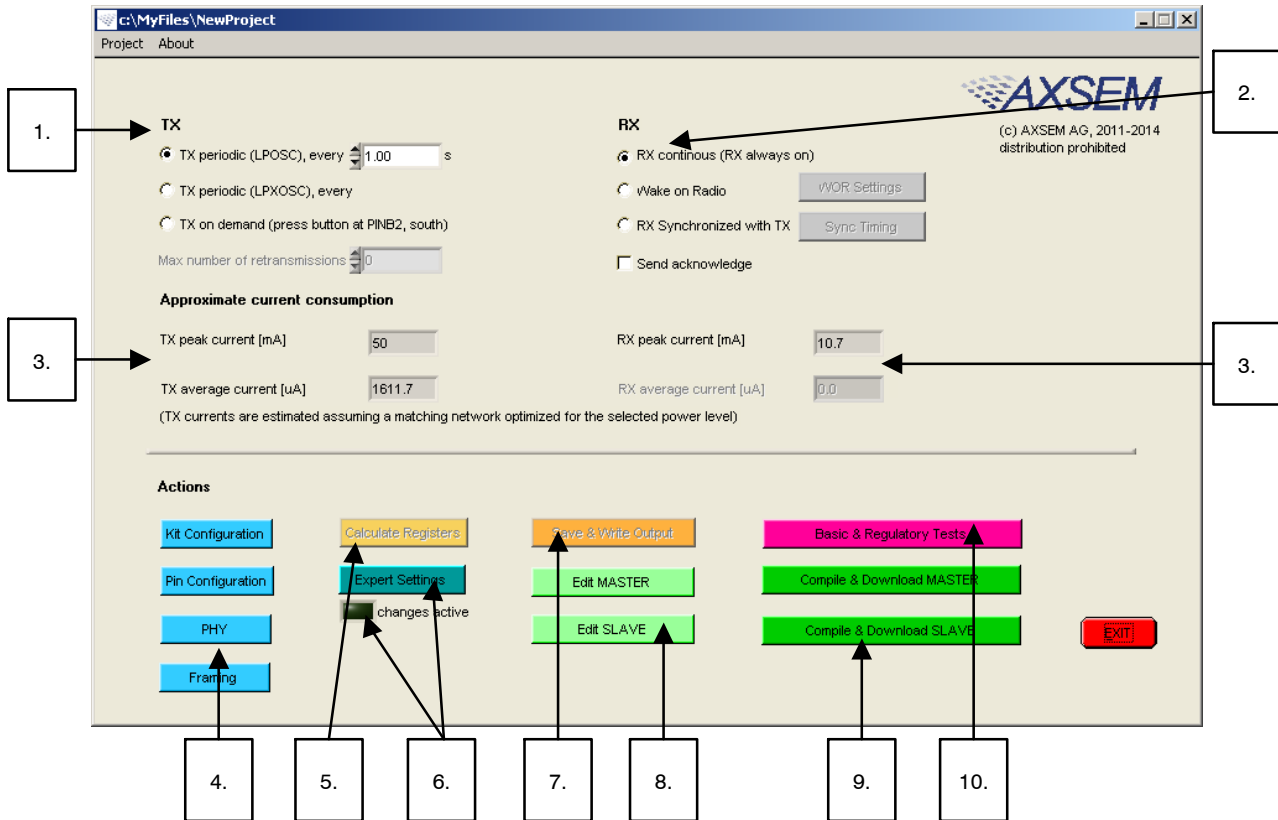 c:\MyFiles\NewProject
Project About
AXSEM
(c) AXSEM AG, 2011-2014
distribution prohibited
1.
2.
TX
TX periodic (LPOSC), every 1.00 s
TX periodic (LPXOSC), every
TX on demand (press button at PINB2, south)
Max number of retransmissions 0
RX
RX continous (RX always on)
Wake on Radio WOR Settings
RX Synchronized with TX Sync Timing
Send acknowledge
Approximate current consumption
3.
TX peak current [mA] 50
RX peak current [mA] 10.7
3.
TX average current [uA] 1611.7
RX average current [uA] 0.0
(TX currents are estimated assuming a matching network optimized for the selected power level)
Actions
Kit Configuration
Pin Configuration
PHY
Framing
Calculate Registers
Expert Settings
changes active
Save & Write Output
Edit MASTER
Edit SLAVE
Basic & Regulatory Tests
Compile & Download MASTER
Compile & Download SLAVE
EXIT
4.
5.
6.
7.
8.
9.
10.